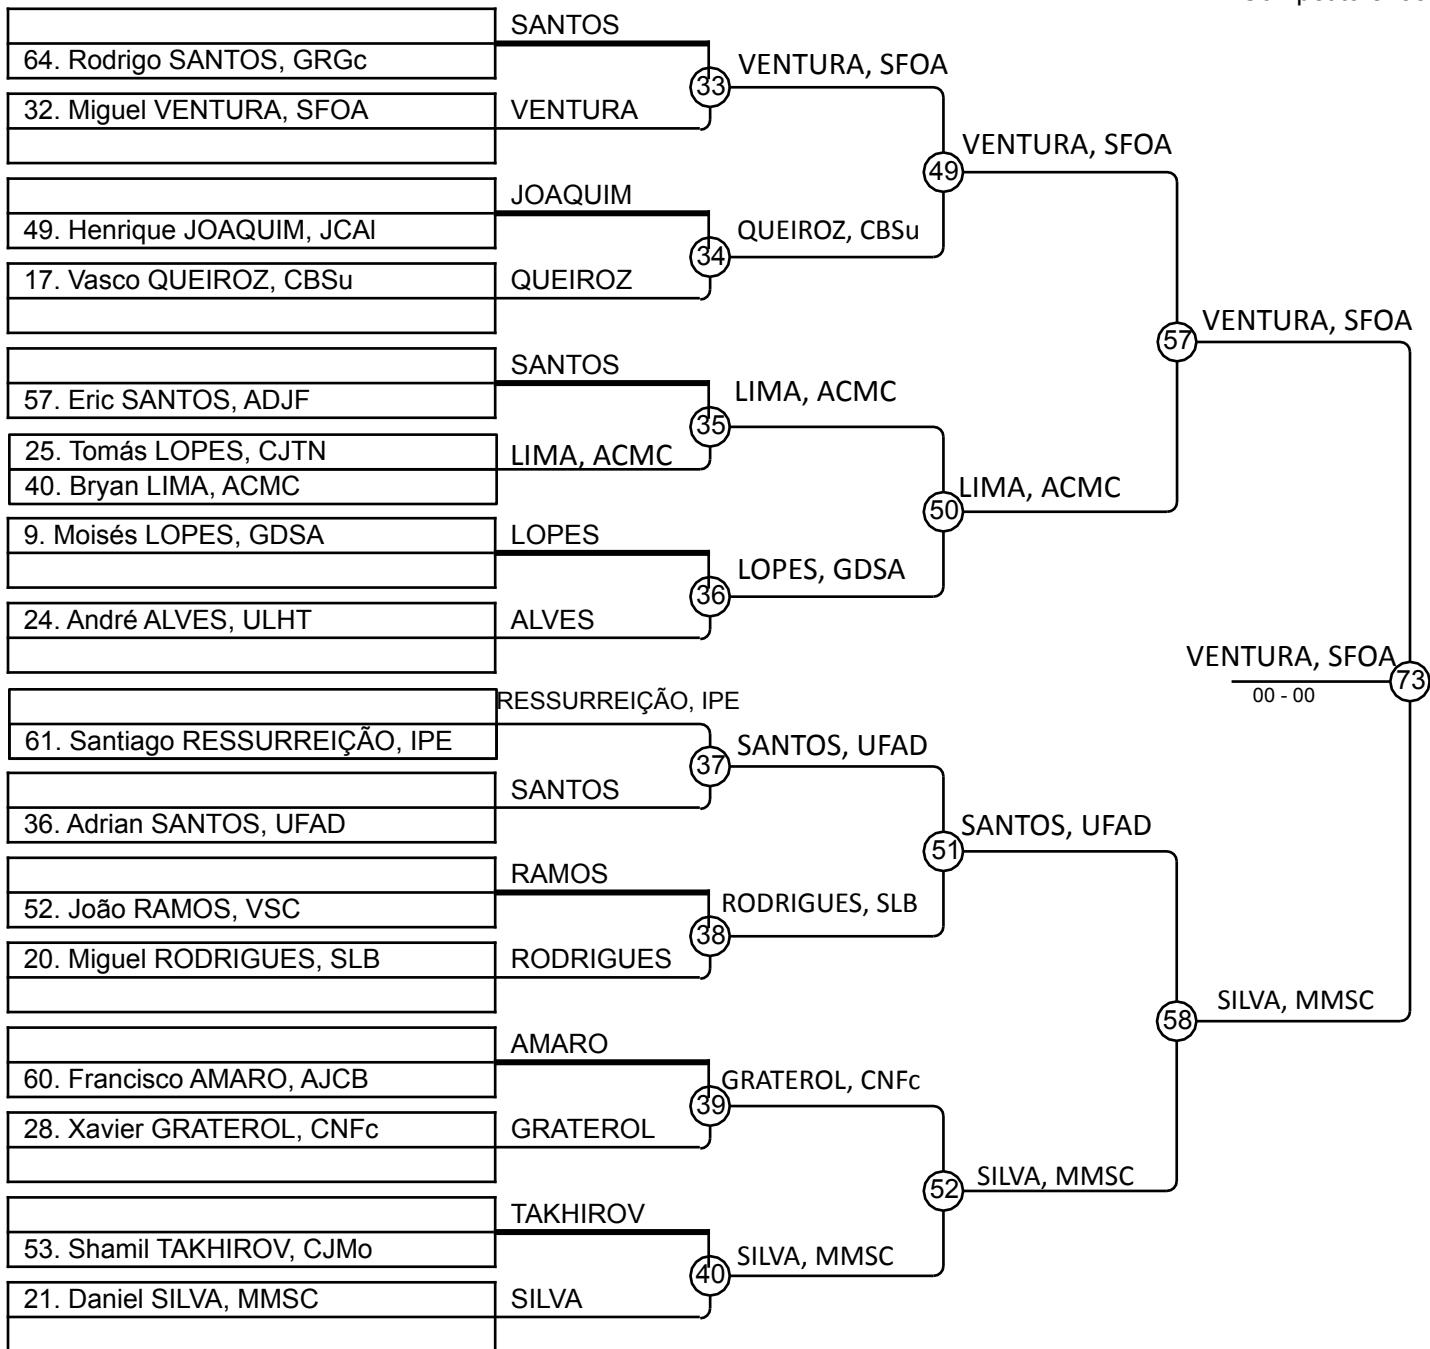 SANTOS
64. Rodrigo SANTOS, GRGc
33
VENTURA, SFOA
32. Miguel VENTURA, SFOA
VENTURA
49
VENTURA, SFOA
JOAQUIM
49. Henrique JOAQUIM, JCAl
34
QUEIROZ, CBSu
17. Vasco QUEIROZ, CBSu
QUEIROZ
57
VENTURA, SFOA
SANTOS
57. Eric SANTOS, ADJF
35
LIMA, ACMC
25. Tomás LOPES, CJTN
LIMA, ACMC
40. Bryan LIMA, ACMC
50
LIMA, ACMC
9. Moisés LOPES, GDSA
LOPES
36
LOPES, GDSA
24. André ALVES, ULHT
ALVES
VENTURA, SFOA
73
00 - 00
RESSURREIÇÃO, IPE
61. Santiago RESSURREIÇÃO, IPE
37
SANTOS, UFAD
SANTOS
36. Adrian SANTOS, UFAD
51
SANTOS, UFAD
RAMOS
52. João RAMOS, VSC
38
RODRIGUES, SLB
20. Miguel RODRIGUES, SLB
RODRIGUES
58
SILVA, MMSC
AMARO
60. Francisco AMARO, AJCB
39
GRATEROL, CNFc
28. Xavier GRATEROL, CNFc
GRATEROL
52
SILVA, MMSC
TAKHIROV
53. Shamil TAKHIROV, CJMo
40
SILVA, MMSC
21. Daniel SILVA, MMSC
SILVA